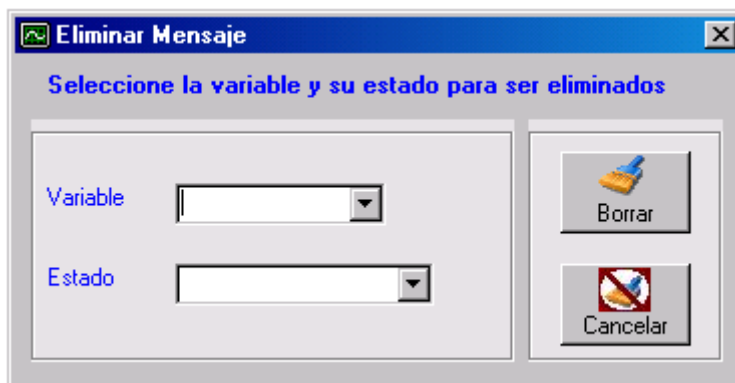 Eliminar Mensaje
Seleccione la variable y su estado para ser eliminados
Variable
Borrar
Estado
Cancelar